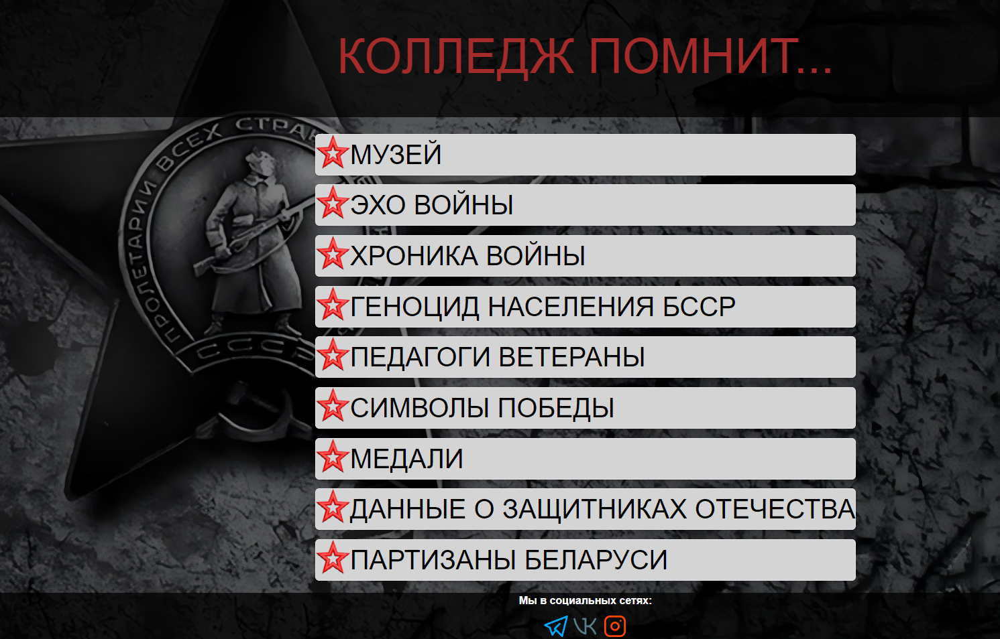 КОЛЛЕДЖ ПОМНИТ...
ПРОЛЕТАРИИ ВСЕХ СТРАН
СССР
МУЗЕЙ
ЭХО ВОЙНЫ
ХРОНИКА ВОЙНЫ
ГЕНОЦИД НАСЕЛЕНИЯ БССР
ПЕДАГОГИ ВЕТЕРАНЫ
СИМВОЛЫ ПОБЕДЫ
МЕДАЛИ
ДАННЫЕ О ЗАЩИТНИКАХ ОТЕЧЕСТВА
ПАРТИЗАНЫ БЕЛАРУСИ
Мы в социальных сетях: